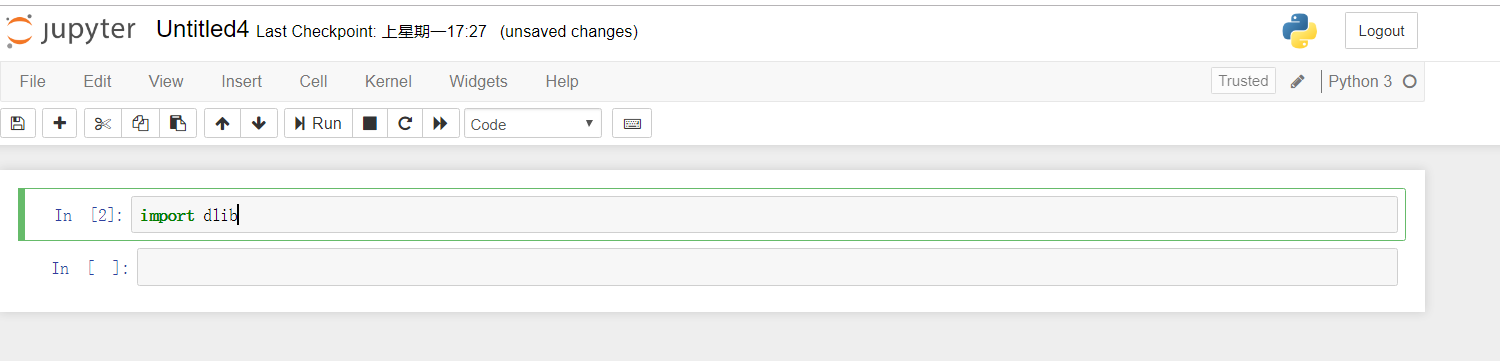 jupyter Untitled4 Last Checkpoint: 上星期一17:27 (unsaved changes) Logout
File Edit View Insert Cell Kernel Widgets Help Trusted Python 3
Run Code
In [2]: import dlib
In [ ]: